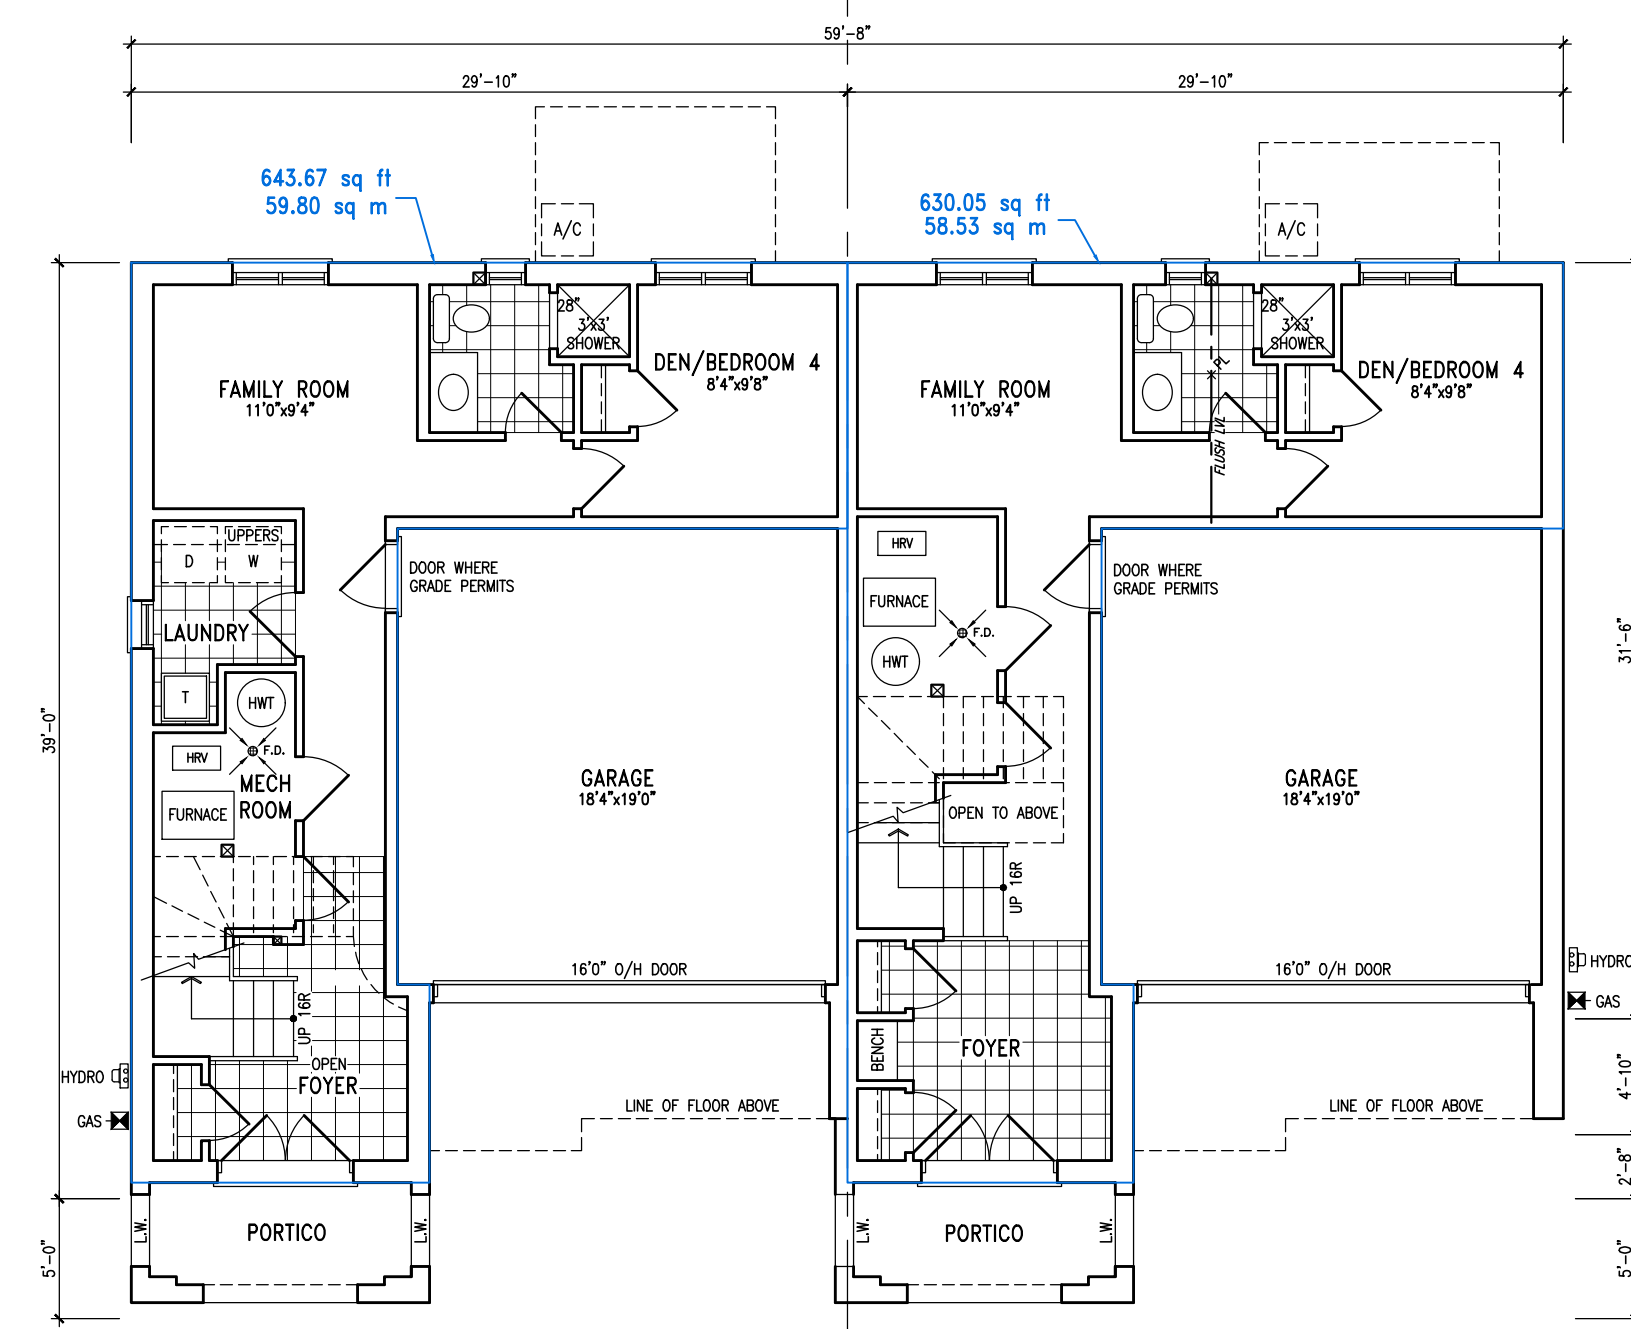 59'-8"
29'-10"
29'-10"
643.67 sq ft
59.80 sq m
630.05 sq ft
58.53 sq m
A/C
A/C
28"
3'x3'
SHOWER
DEN/BEDROOM 4
8'4"x9'8"
FAMILY ROOM
11'0"x9'4"
28"
3'x3'
SHOWER
PL
FLUSH LVL
DEN/BEDROOM 4
8'4"x9'8"
FAMILY ROOM
11'0"x9'4"
UPPERS
D
W
LAUNDRY
T
HWT
F.D.
HRV
MECH
ROOM
FURNACE
DOOR WHERE
GRADE PERMITS
GARAGE
18'4"x19'0"
16'0" O/H DOOR
HRV
FURNACE
F.D.
HWT
OPEN TO ABOVE
UP 16R
DOOR WHERE
GRADE PERMITS
GARAGE
18'4"x19'0"
16'0" O/H DOOR
39'-0"
31'-6"
HYDRO
GAS
UP 16R
OPEN
FOYER
HYDRO
GAS
LINE OF FLOOR ABOVE
BENCH
FOYER
LINE OF FLOOR ABOVE
4'-10"
2'-8"
L.W.
PORTICO
L.W.
L.W.
PORTICO
L.W.
5'-0"
5'-0"